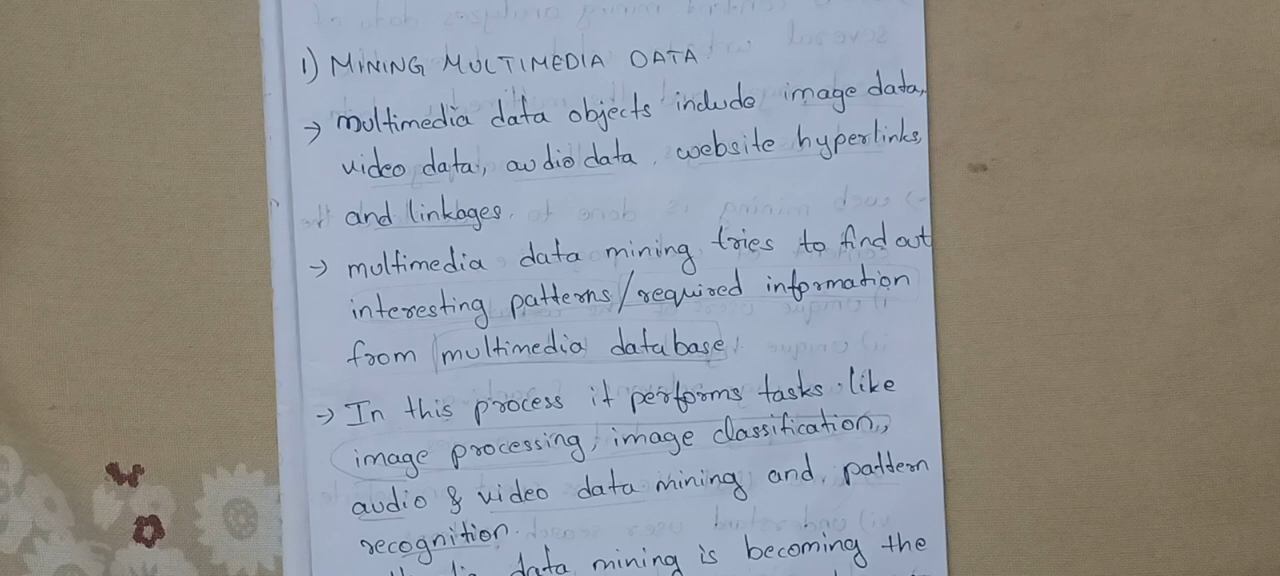 1) MINING MULTIMEDIA DATA
→ multimedia data objects include image data,
video data, audio data, website hyperlinks,
and linkages.
→ multimedia data mining tries to find out
interesting patterns/required information
from multimedia database.
→ In this process it performs tasks like
image processing, image classification,
audio & video data mining and pattern
recognition.
data mining is becoming the